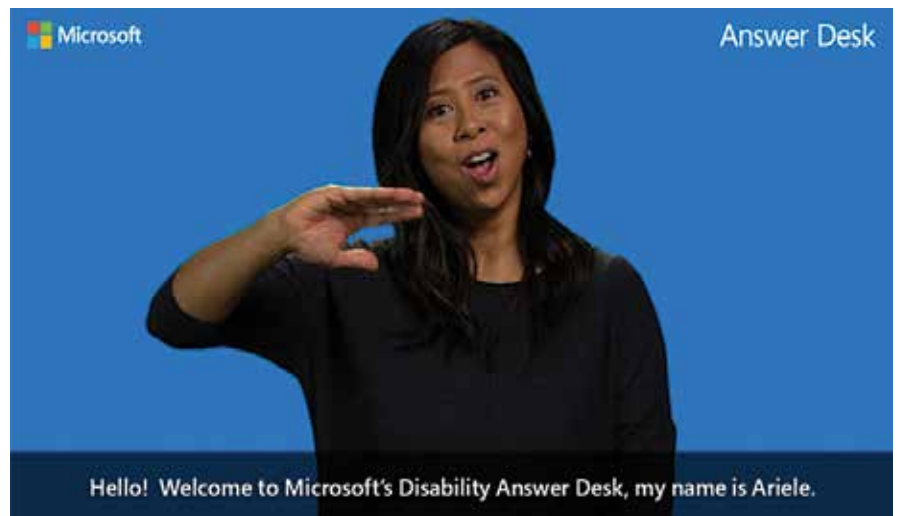 Microsoft
Answer Desk
Hello! Welcome to Microsoft's Disability Answer Desk, my name is Ariele.